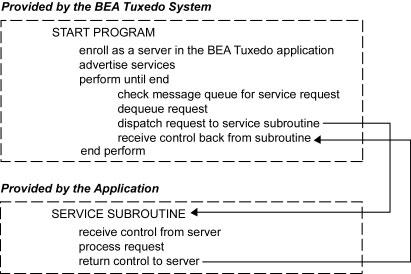 Provided by the BEA Tuxedo System
START PROGRAM
enroll as a server in the BEA Tuxedo application
advertise services
perform until end
check message queue for service request
dequeue request
dispatch request to service subroutine
receive control back from subroutine
end perform
Provided by the Application
SERVICE SUBROUTINE
receive control from server
process request
return control to server